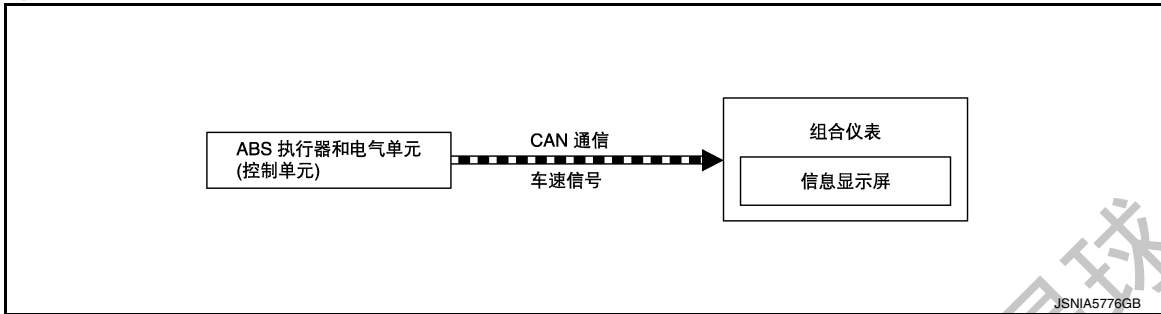 ABS 执行器和电气单元
(控制单元)
CAN 通信
车速信号
组合仪表
信息显示屏
JSNIA5776GB